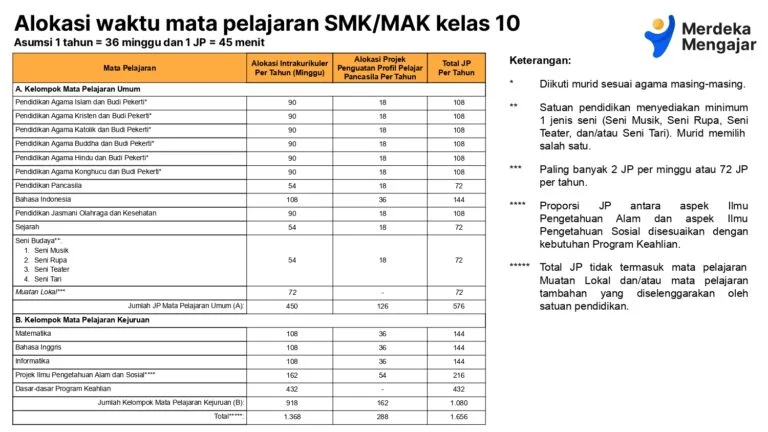 Alokasi waktu mata pelajaran SMK/MAK kelas 10
Asumsi 1 tahun = 36 minggu dan 1 JP = 45 menit
Merdeka
Mengajar
Mata Pelajaran
Alokasi Intrakurikuler
Per Tahun (Minggu)
Alokasi Projek
Penguatan Profil Pelajar
Pancasila Per Tahun
Total JP
Per Tahun
A. Kelompok Mata Pelajaran Umum
Pendidikan Agama Islam dan Budi Pekerti* 90 18 108
Pendidikan Agama Kristen dan Budi Pekerti* 90 18 108
Pendidikan Agama Katolik dan Budi Pekerti* 90 18 108
Pendidikan Agama Buddha dan Budi Pekerti* 90 18 108
Pendidikan Agama Hindu dan Budi Pekerti* 90 18 108
Pendidikan Agama Konghucu dan Budi Pekerti* 90 18 108
Pendidikan Pancasila 54 18 72
Bahasa Indonesia 108 36 144
Pendidikan Jasmani Olahraga dan Kesehatan 90 18 108
Sejarah 54 18 72
Seni Budaya**:
1. Seni Musik
2. Seni Rupa 54 18 72
3. Seni Teater
4. Seni Tari
Muatan Lokal*** 72 - 72
Jumlah JP Mata Pelajaran Umum (A): 450 126 576
B. Kelompok Mata Pelajaran Kejuruan
Matematika 108 36 144
Bahasa Inggris 108 36 144
Informatika 108 36 144
Projek Ilmu Pengetahuan Alam dan Sosial**** 162 54 216
Dasar-dasar Program Keahlian 432 - 432
Jumlah Kelompok Mata Pelajaran Kejuruan (B): 918 162 1.080
Total*****: 1.368 288 1.656
Keterangan:
* Diikuti murid sesuai agama masing-masing.
** Satuan pendidikan menyediakan minimum
1 jenis seni (Seni Musik, Seni Rupa, Seni
Teater, dan/atau Seni Tari). Murid memilih
salah satu.
*** Paling banyak 2 JP per minggu atau 72 JP
per tahun.
**** Proporsi JP antara aspek Ilmu
Pengetahuan Alam dan aspek Ilmu
Pengetahuan Sosial disesuaikan dengan
kebutuhan Program Keahlian.
***** Total JP tidak termasuk mata pelajaran
Muatan Lokal dan/atau mata pelajaran
tambahan yang diselenggarakan oleh
satuan pendidikan.